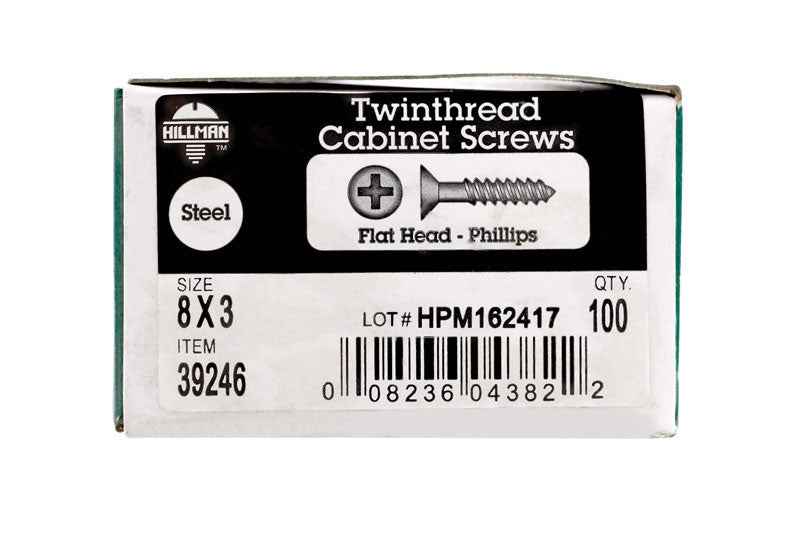 HILLMAN
TM
Twinthread
Cabinet Screws
Steel
Flat Head - Phillips
SIZE
8 X 3
LOT# HPM162417
QTY.
100
ITEM
39246
0 08236 04382 2